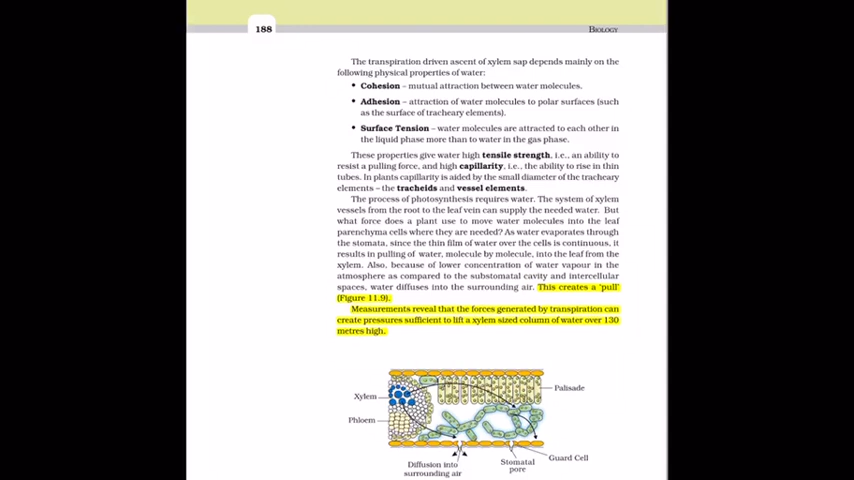 188
BIOLOGY
The transpiration driven ascent of xylem sap depends mainly on the
following physical properties of water:
• Cohesion – mutual attraction between water molecules.
• Adhesion – attraction of water molecules to polar surfaces (such
as the surface of tracheary elements).
• Surface Tension – water molecules are attracted to each other in
the liquid phase more than to water in the gas phase.
These properties give water high tensile strength, i.e., an ability to
resist a pulling force, and high capillarity, i.e., the ability to rise in thin
tubes. In plants capillarity is aided by the small diameter of the tracheary
elements – the tracheids and vessel elements.
The process of photosynthesis requires water. The system of xylem
vessels from the root to the leaf vein can supply the needed water. But
what force does a plant use to move water molecules into the leaf
parenchyma cells where they are needed? As water evaporates through
the stomata, since the thin film of water over the cells is continuous, it
results in pulling of water, molecule by molecule, into the leaf from the
xylem. Also, because of lower concentration of water vapour in the
atmosphere as compared to the substomatal cavity and intercellular
spaces, water diffuses into the surrounding air. This creates a 'pull'
(Figure 11.9).
Measurements reveal that the forces generated by transpiration can
create pressures sufficient to lift a xylem sized column of water over 130
metres high.
Palisade
Xylem
Phloem
Diffusion into
surrounding air
Stomatal
pore
Guard Cell